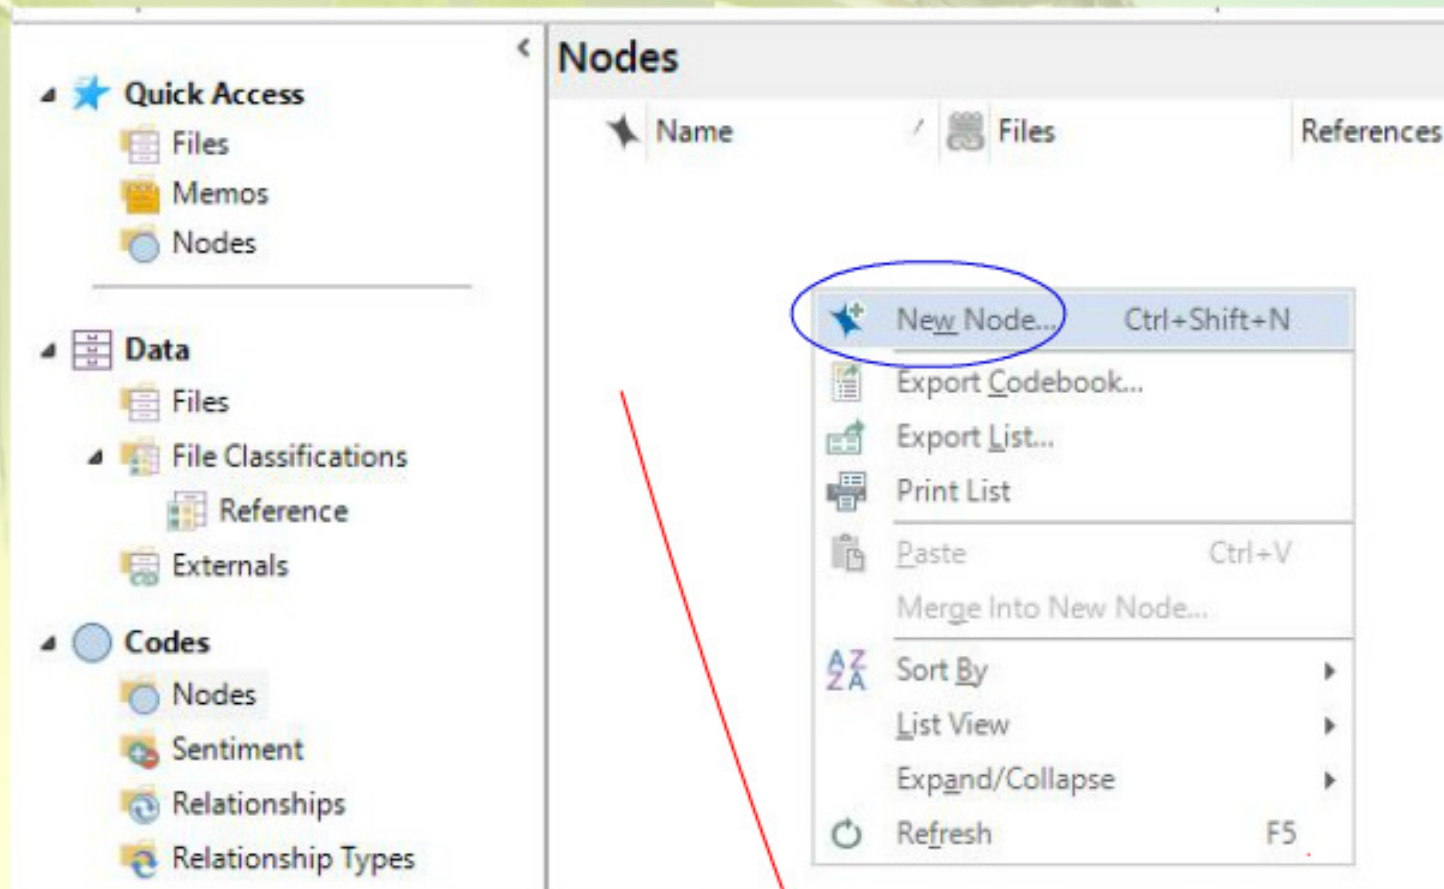 Quick Access
Files
Memos
Nodes
Data
Files
File Classifications
Reference
Externals
Codes
Nodes
Sentiment
Relationships
Relationship Types
Nodes
Name Files References
New Node... Ctrl+Shift+N
Export Codebook...
Export List...
Print List
Paste Ctrl+V
Merge Into New Node...
Sort By
List View
Expand/Collapse
Refresh F5